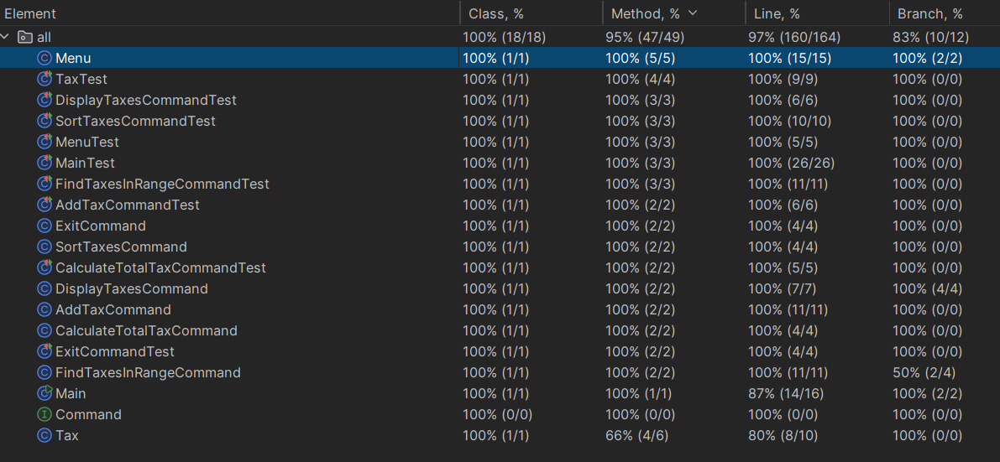 Element Class, % Method, % Line, % Branch, %
all 100% (18/18) 95% (47/49) 97% (160/164) 83% (10/12)
C Menu 100% (1/1) 100% (5/5) 100% (15/15) 100% (2/2)
C TaxTest 100% (1/1) 100% (4/4) 100% (9/9) 100% (0/0)
C DisplayTaxesCommandTest 100% (1/1) 100% (3/3) 100% (6/6) 100% (0/0)
C SortTaxesCommandTest 100% (1/1) 100% (3/3) 100% (10/10) 100% (0/0)
C MenuTest 100% (1/1) 100% (3/3) 100% (5/5) 100% (0/0)
C MainTest 100% (1/1) 100% (3/3) 100% (26/26) 100% (0/0)
C FindTaxesInRangeCommandTest 100% (1/1) 100% (3/3) 100% (11/11) 100% (0/0)
C AddTaxCommandTest 100% (1/1) 100% (2/2) 100% (6/6) 100% (0/0)
C ExitCommand 100% (1/1) 100% (2/2) 100% (4/4) 100% (0/0)
C SortTaxesCommand 100% (1/1) 100% (2/2) 100% (4/4) 100% (0/0)
C CalculateTotalTaxCommandTest 100% (1/1) 100% (2/2) 100% (5/5) 100% (0/0)
C DisplayTaxesCommand 100% (1/1) 100% (2/2) 100% (7/7) 100% (4/4)
C AddTaxCommand 100% (1/1) 100% (2/2) 100% (11/11) 100% (0/0)
C CalculateTotalTaxCommand 100% (1/1) 100% (2/2) 100% (4/4) 100% (0/0)
C ExitCommandTest 100% (1/1) 100% (2/2) 100% (4/4) 100% (0/0)
C FindTaxesInRangeCommand 100% (1/1) 100% (2/2) 100% (11/11) 50% (2/4)
C Main 100% (1/1) 100% (1/1) 87% (14/16) 100% (2/2)
I Command 100% (0/0) 100% (0/0) 100% (0/0) 100% (0/0)
C Tax 100% (1/1) 66% (4/6) 80% (8/10) 100% (0/0)